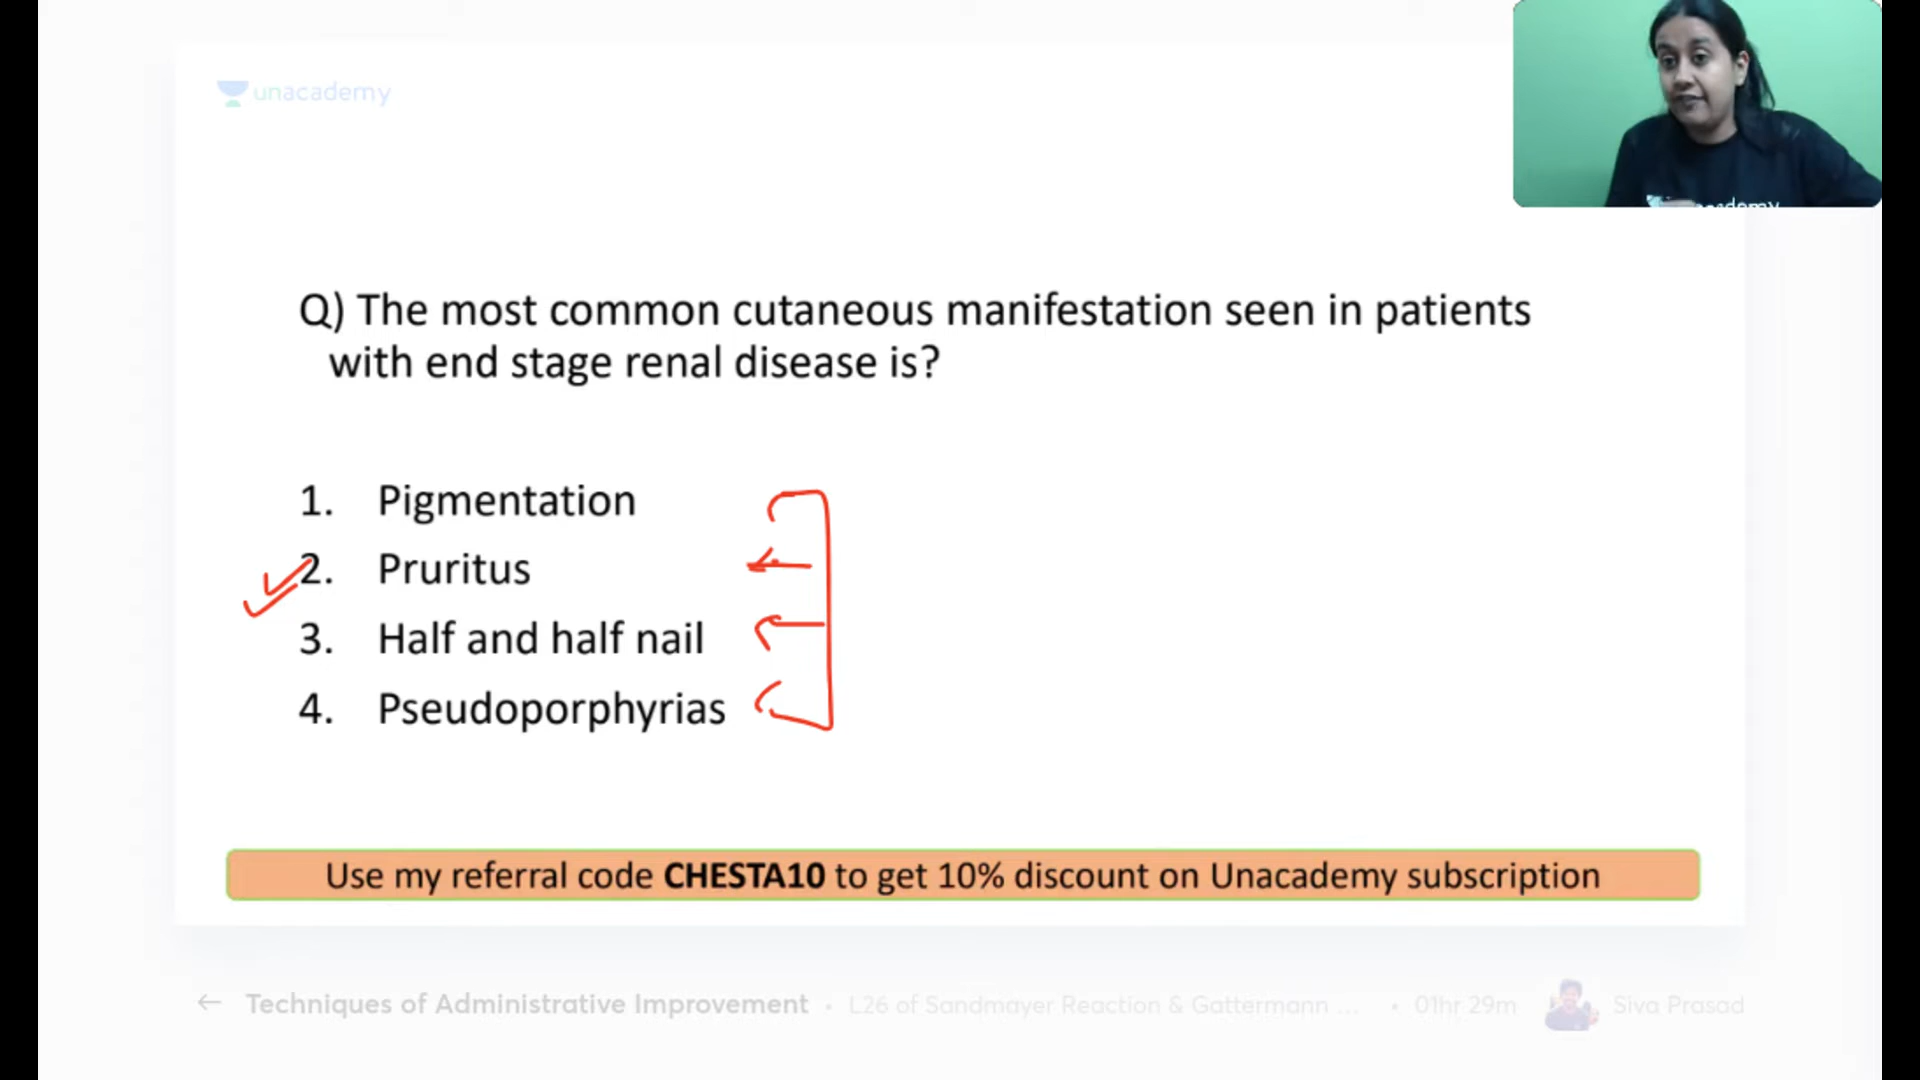 unacademy
Q) The most common cutaneous manifestation seen in patients
with end stage renal disease is?
1. Pigmentation
2. Pruritus
3. Half and half nail
4. Pseudoporphyrias
Use my referral code CHESTA10 to get 10% discount on Unacademy subscription
← Techniques of Administrative Improvement • L26 of Sandmayer Reaction & Gattermann ... • 01hr 29m Siva Prasad